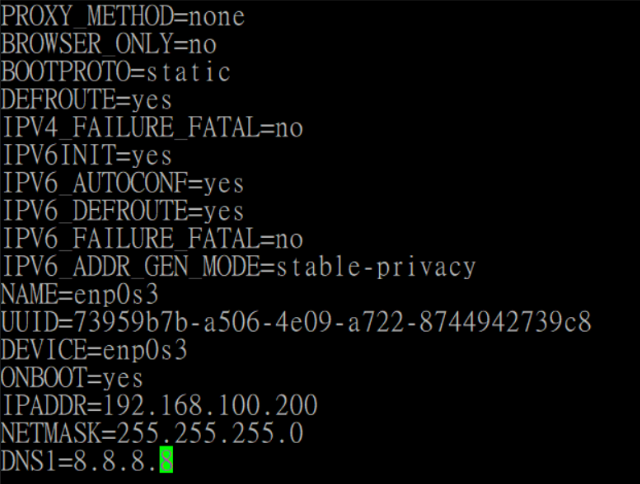 PROXY_METHOD=none
BROWSER_ONLY=no
BOOTPROTO=static
DEFROUTE=yes
IPV4_FAILURE_FATAL=no
IPV6INIT=yes
IPV6_AUTOCONF=yes
IPV6_DEFROUTE=yes
IPV6_FAILURE_FATAL=no
IPV6_ADDR_GEN_MODE=stable-privacy
NAME=enp0s3
UUID=73959b7b-a506-4e09-a722-8744942739c8
DEVICE=enp0s3
ONBOOT=yes
IPADDR=192.168.100.200
NETMASK=255.255.255.0
DNS1=8.8.8.8